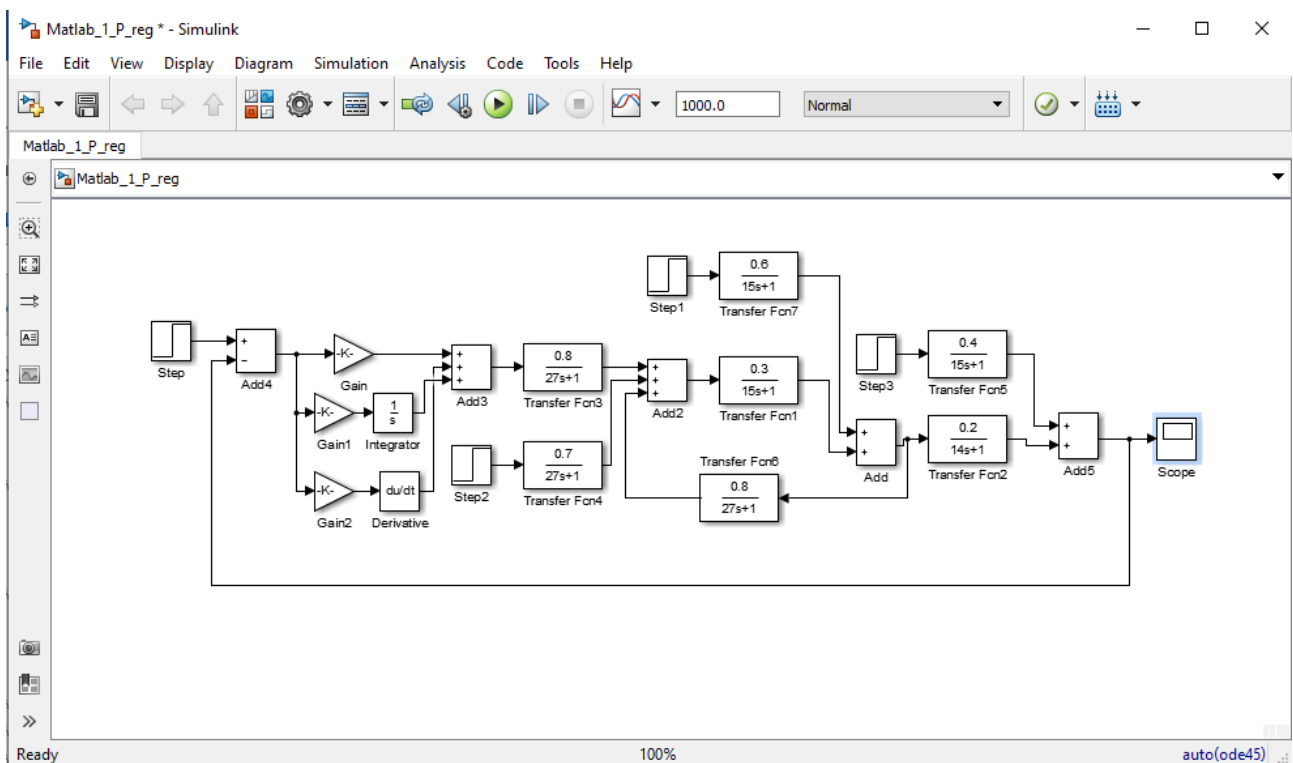 Matlab_1_P_reg * - Simulink
File Edit View Display Diagram Simulation Analysis Code Tools Help
1000.0
Normal
Matlab_1_P_reg
Matlab_1_P_reg
Step1
0.6
15s+1
Transfer Fcn7
Step
+
−
Add4
-K-
Gain
-K-
Gain1
1
s
Integrator
-K-
Gain2
du/dt
Derivative
+
+
+
Add3
0.8
27s+1
Transfer Fcn3
Step2
0.7
27s+1
Transfer Fcn4
+
+
+
Add2
0.3
15s+1
Transfer Fcn1
Transfer Fcn6
0.8
27s+1
+
+
Add
Step3
0.4
15s+1
Transfer Fcn5
0.2
14s+1
Transfer Fcn2
+
+
Add5
Scope
Ready
100%
auto(ode45)